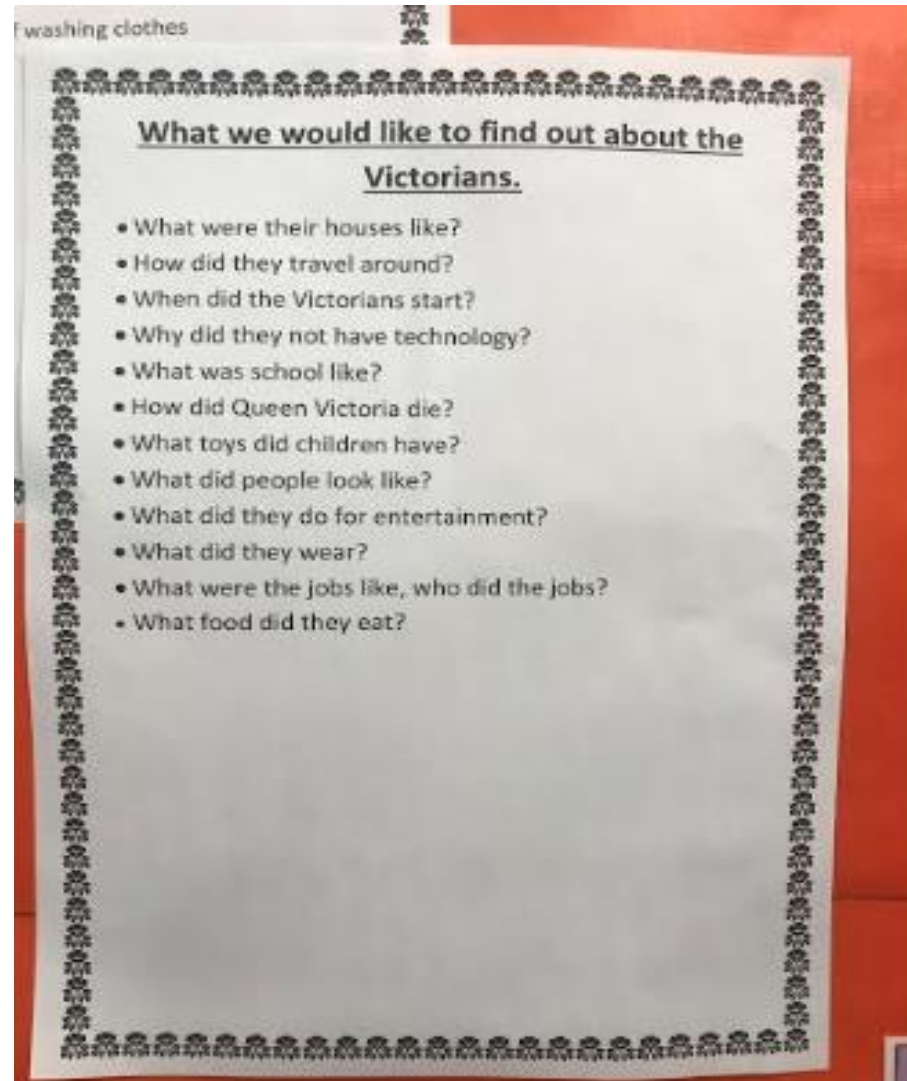 washing clothes
What we would like to find out about the
Victorians.
• What were their houses like?
• How did they travel around?
• When did the Victorians start?
• Why did they not have technology?
• What was school like?
• How did Queen Victoria die?
• What toys did children have?
• What did people look like?
• What did they do for entertainment?
• What did they wear?
• What were the jobs like, who did the jobs?
• What food did they eat?